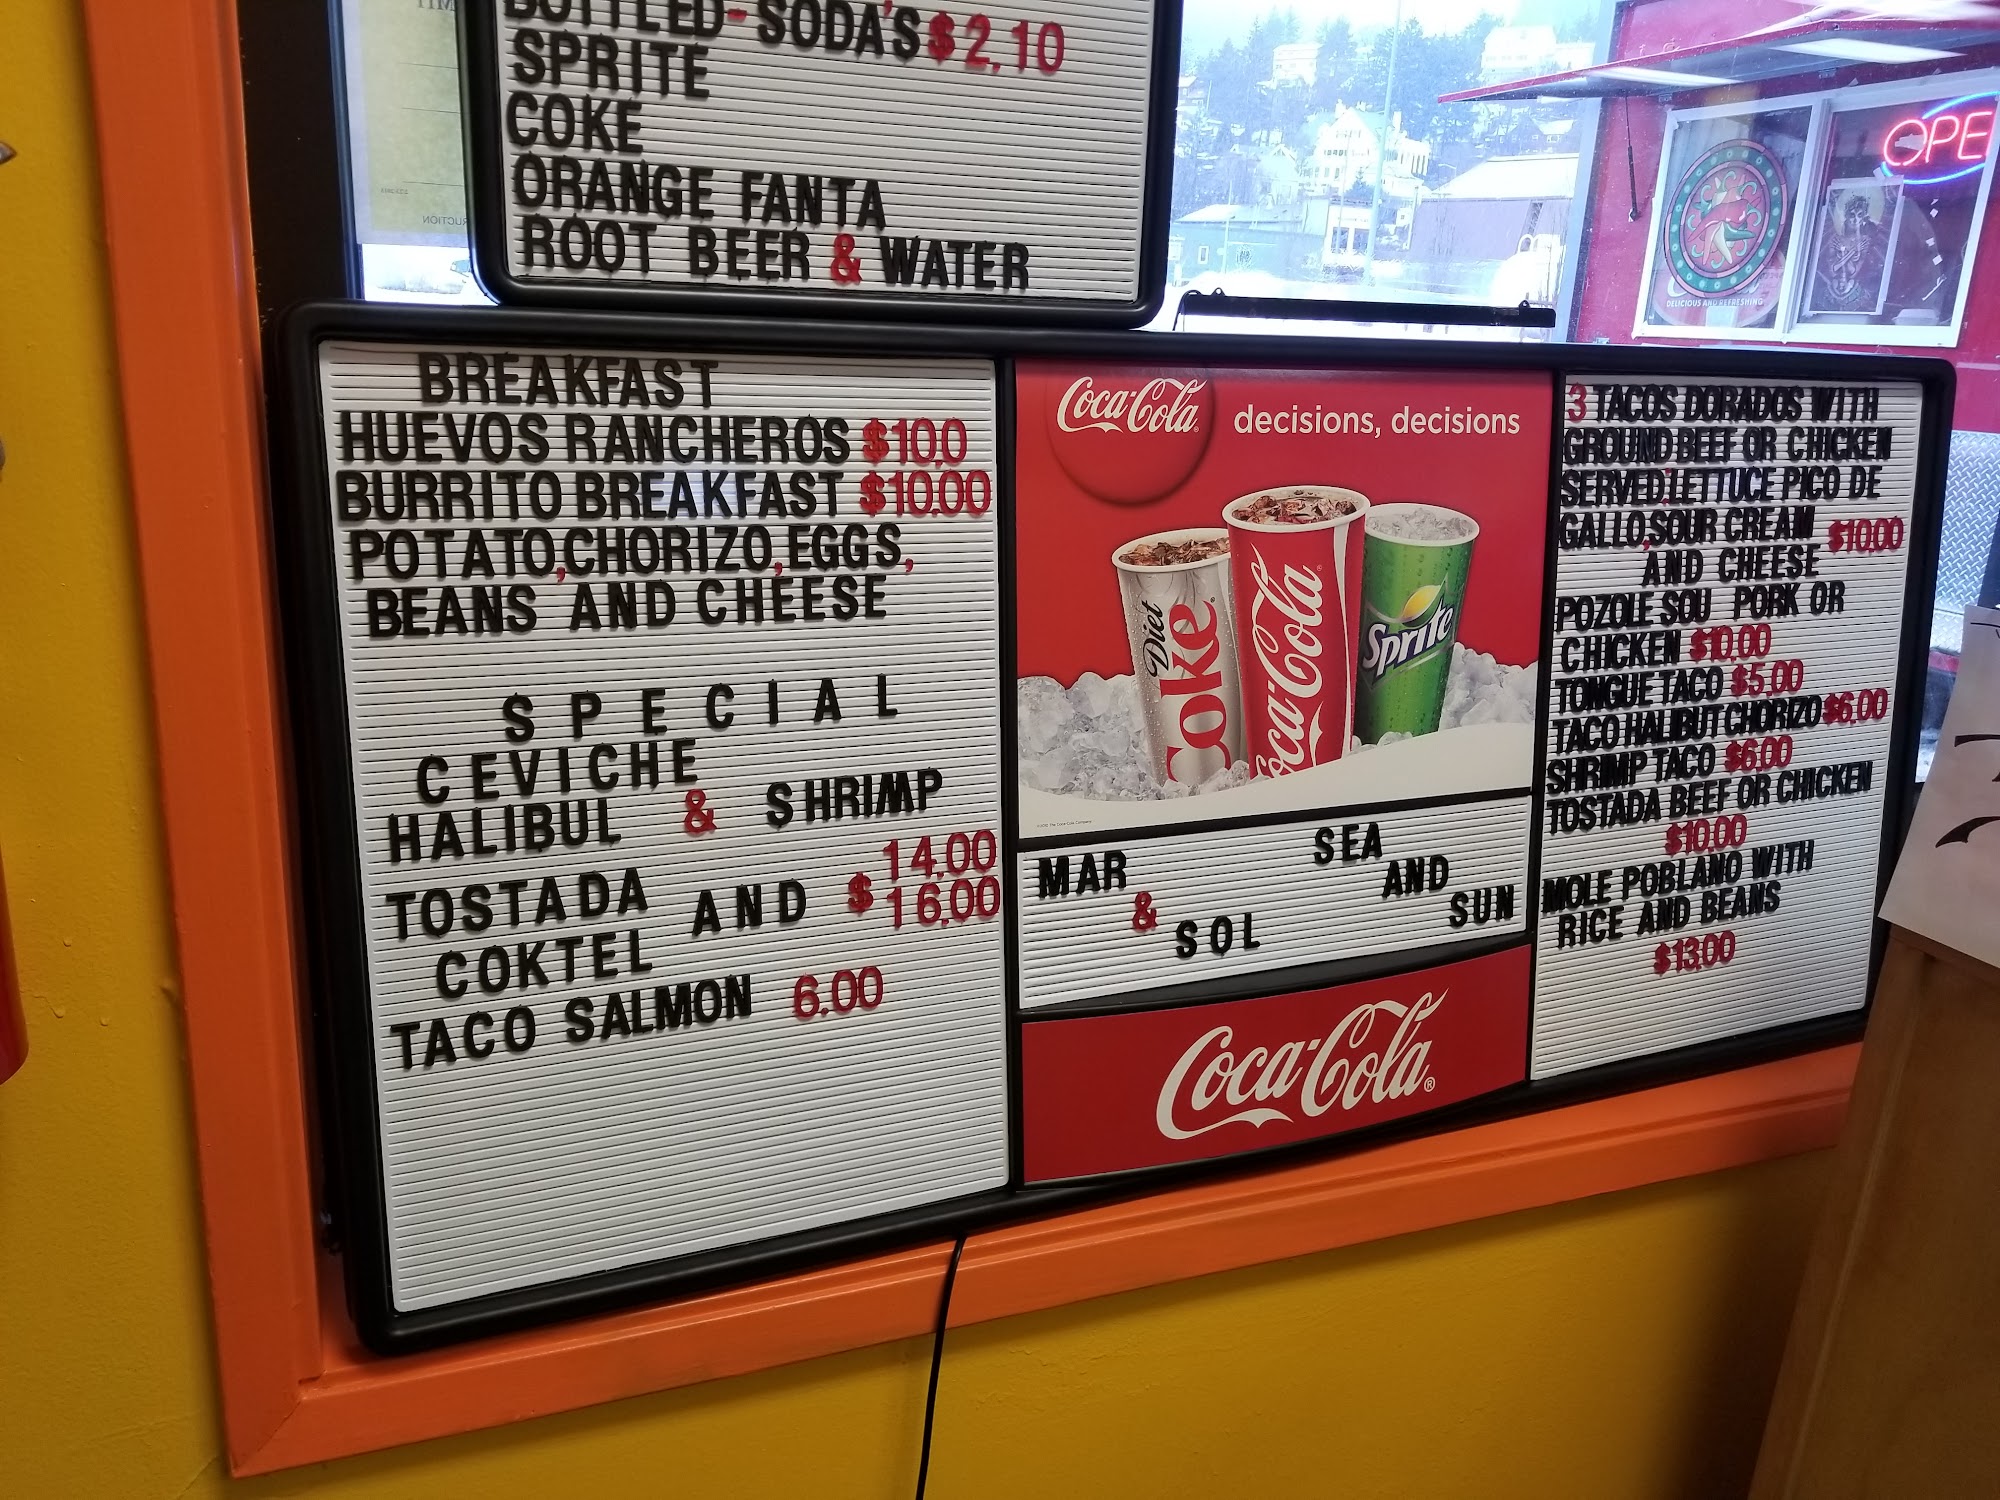 BOTTLED-SODA'S $2.10
SPRITE
COKE
ORANGE FANTA
ROOT BEER & WATER
OPE
DELICIOUS AND REFRESHING
BREAKFAST
HUEVOS RANCHEROS $10.0
BURRITO BREAKFAST $10.00
POTATO,CHORIZO,EGGS,
BEANS AND CHEESE
SPECIAL
CEVICHE
HALIBUL & SHRIMP
14.00
TOSTADA AND $ 16.00
COKTEL
TACO SALMON 6.00
Coca-Cola
decisions, decisions
Diet Coke
Coca-Cola
Sprite
MAR & SOL
SEA AND SUN
Coca-Cola
3 TACOS DORADOS WITH
GROUND BEEF OR CHICKEN
SERVED:LETTUCE PICO DE
GALLO,SOUR CREAM $10.00
AND CHEESE
POZOLE SOU PORK OR
CHICKEN $10.00
TONGUE TACO $5.00
TACO HALIBUT CHORIZO $6.00
SHRIMP TACO $6.00
TOSTADA BEEF OR CHICKEN
$10.00
MOLE POBLANO WITH
RICE AND BEANS
$13.00